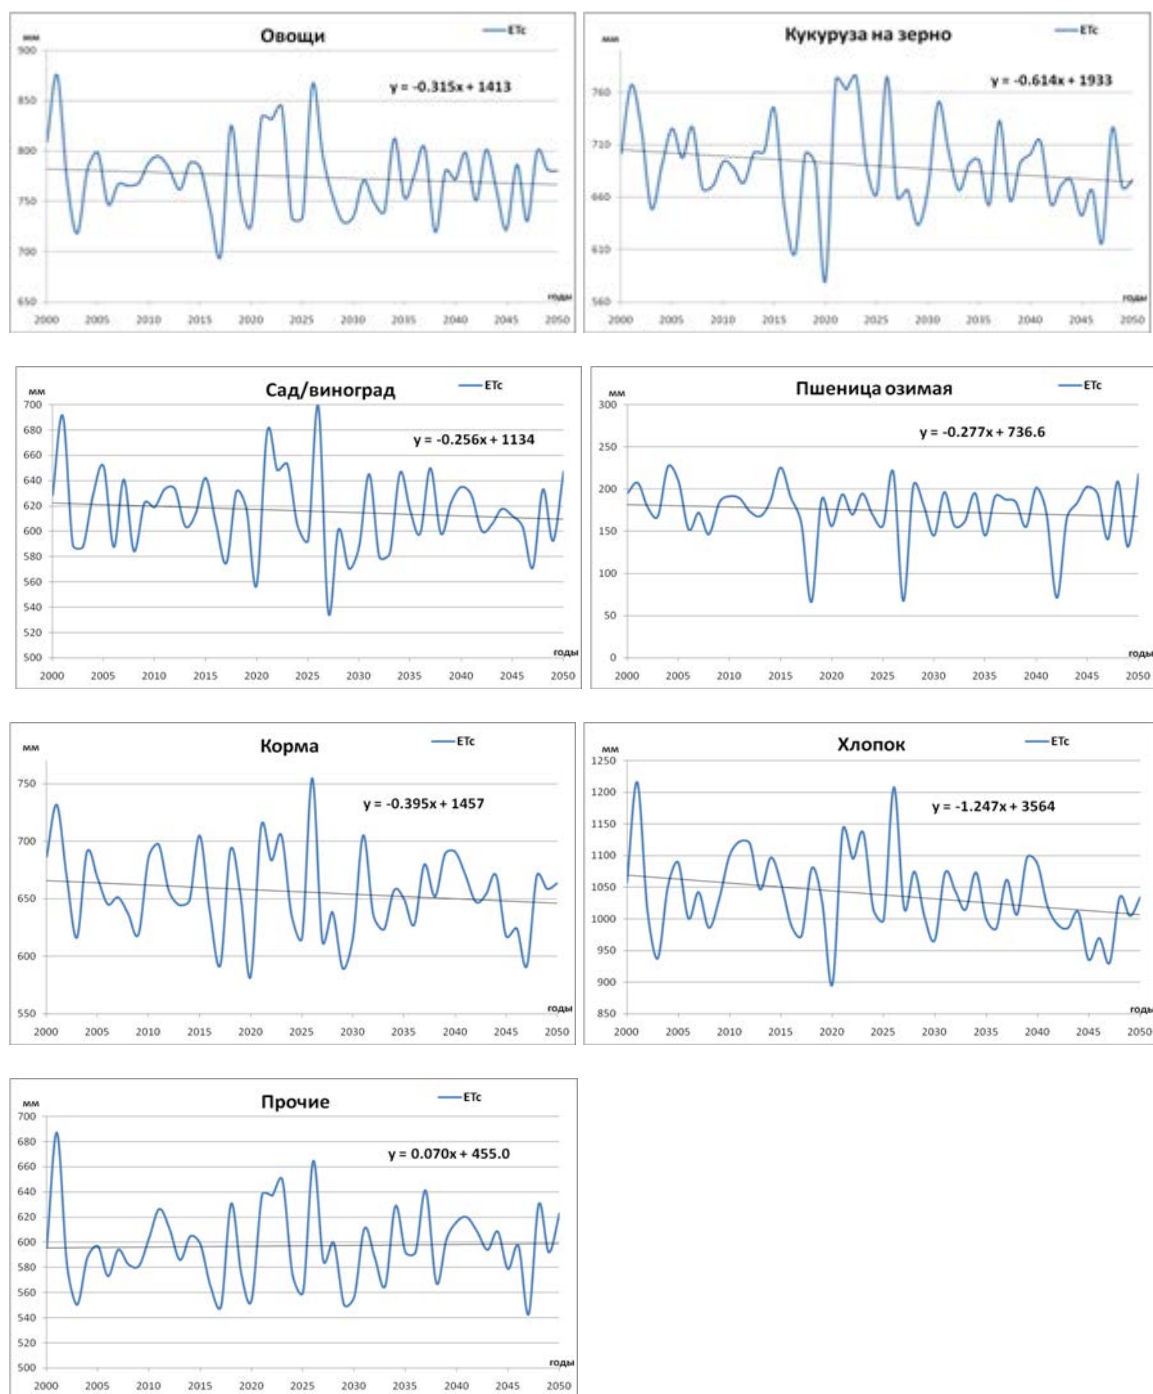 Овощи
ETc
мм
y = -0.315x + 1413
900
850
800
750
700
650
годы
2000 2005 2010 2015 2020 2025 2030 2035 2040 2045 2050
Кукуруза на зерно
ETc
мм
y = -0.614x + 1933
760
710
660
610
560
годы
2000 2005 2010 2015 2020 2025 2030 2035 2040 2045 2050
Сад/виноград
ETc
мм
y = -0.256x + 1134
700
680
660
640
620
600
580
560
540
520
500
годы
2000 2005 2010 2015 2020 2025 2030 2035 2040 2045 2050
Пшеница озимая
ETc
мм
y = -0.277x + 736.6
300
250
200
150
100
50
0
годы
2000 2005 2010 2015 2020 2025 2030 2035 2040 2045 2050
Корма
ETc
мм
y = -0.395x + 1457
750
700
650
600
550
годы
2000 2005 2010 2015 2020 2025 2030 2035 2040 2045 2050
Хлопок
ETc
мм
y = -1.247x + 3564
1250
1200
1150
1100
1050
1000
950
900
850
годы
2000 2005 2010 2015 2020 2025 2030 2035 2040 2045 2050
Прочие
ETc
мм
y = 0.070x + 455.0
700
680
660
640
620
600
580
560
540
520
500
годы
2000 2005 2010 2015 2020 2025 2030 2035 2040 2045 2050